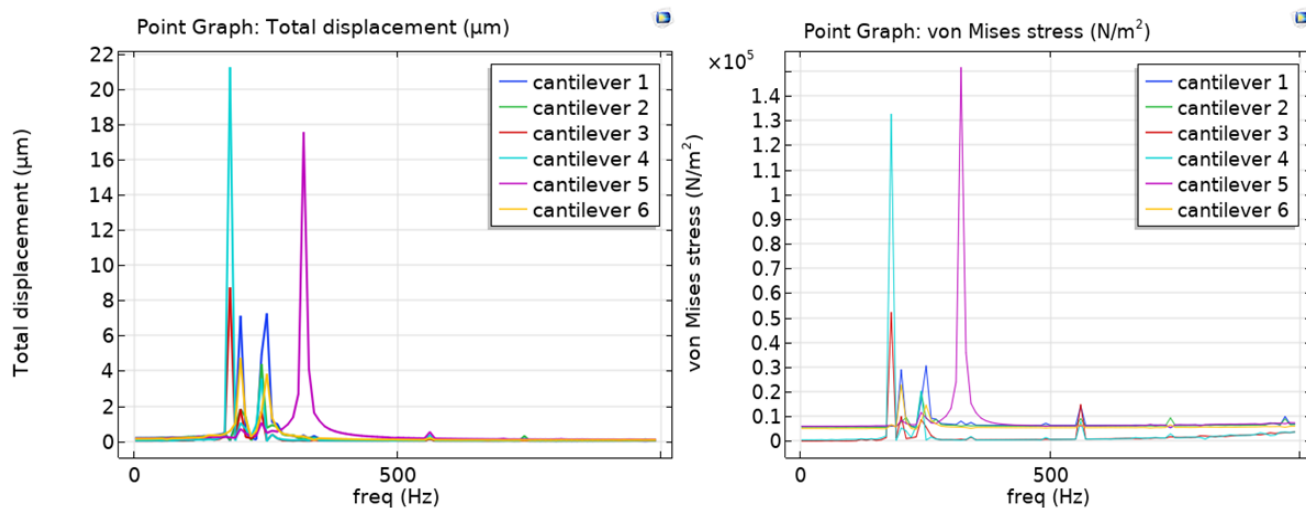 Point Graph: Total displacement (µm)
22
20
18
16
14
12
10
8
6
4
2
0
Total displacement (µm)
cantilever 1
cantilever 2
cantilever 3
cantilever 4
cantilever 5
cantilever 6
0
500
freq (Hz)
Point Graph: von Mises stress (N/m²)
×10⁵
1.4
1.3
1.2
1.1
1
0.9
0.8
0.7
0.6
0.5
0.4
0.3
0.2
0.1
0
von Mises stress (N/m²)
cantilever 1
cantilever 2
cantilever 3
cantilever 4
cantilever 5
cantilever 6
0
500
freq (Hz)